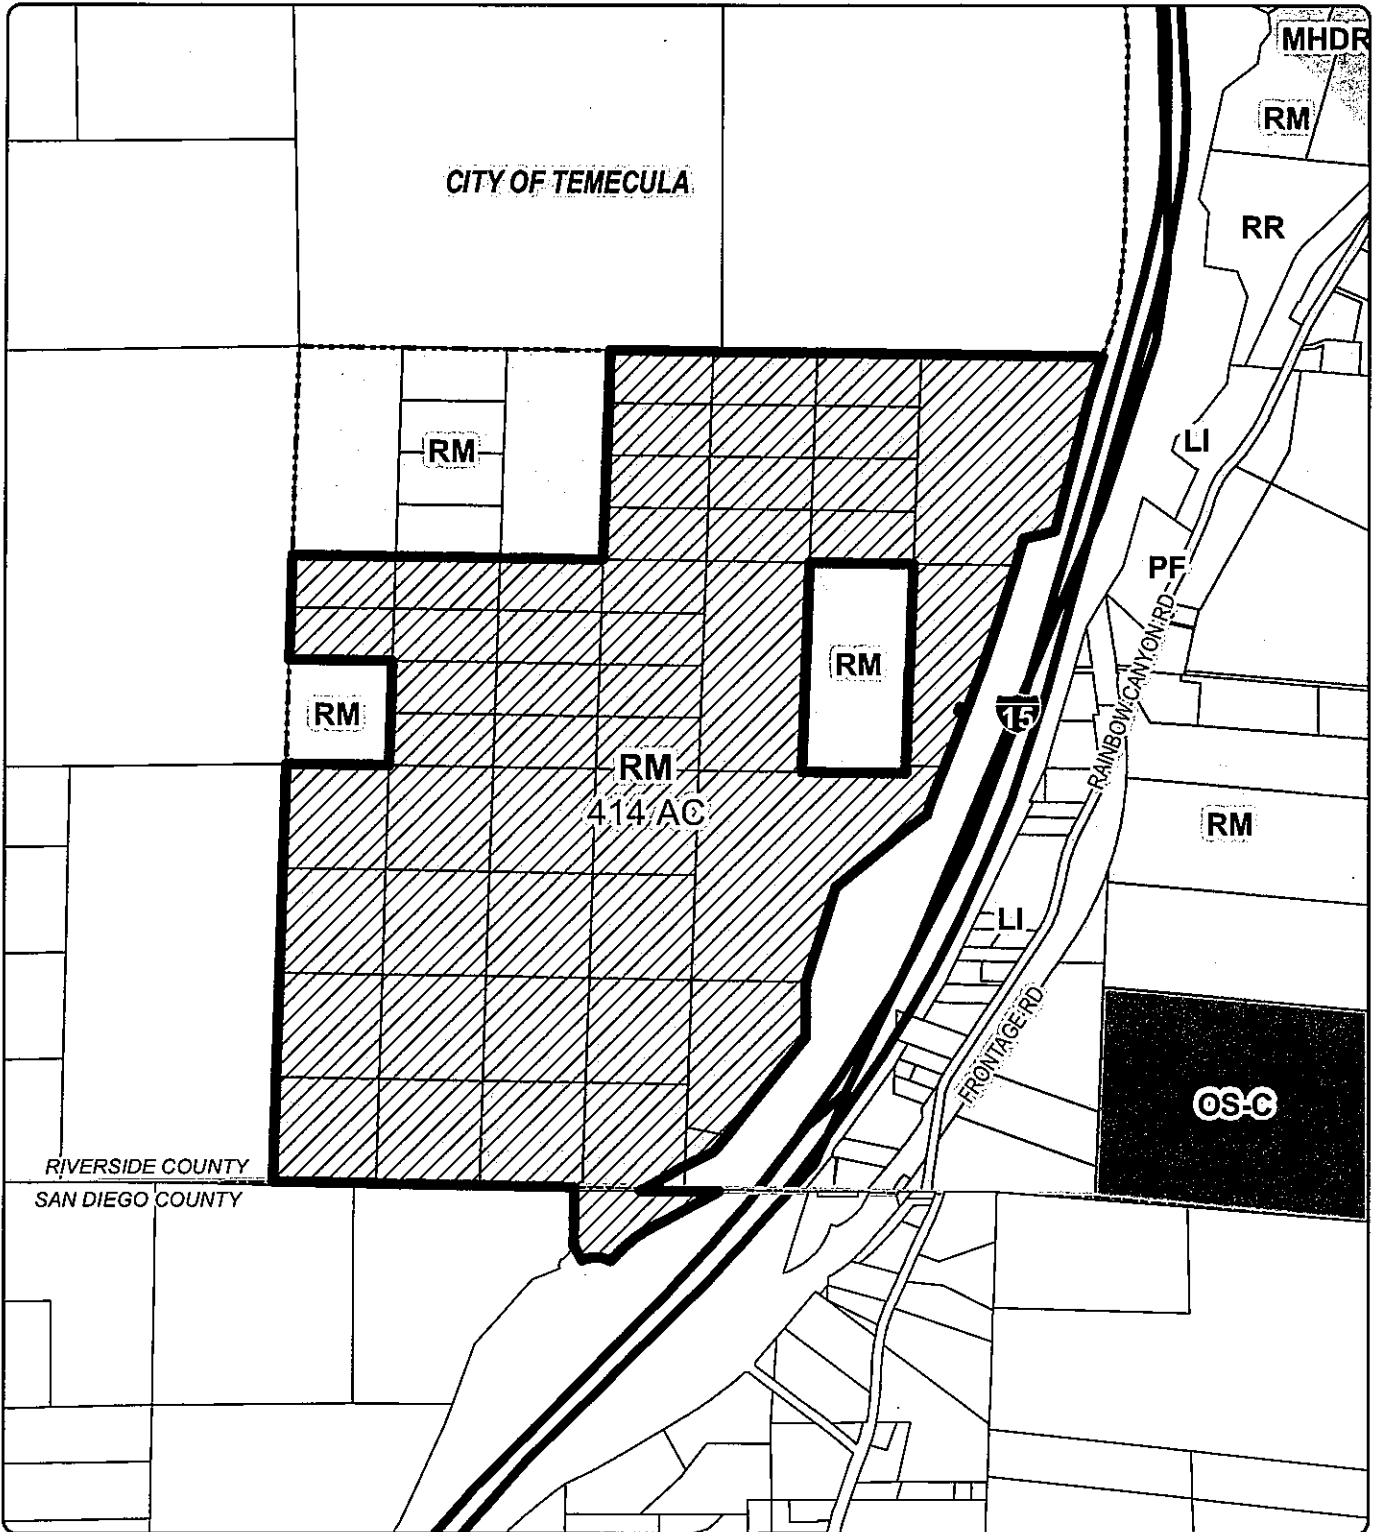 MHDR
RM
CITY OF TEMECULA
RR
RM
LI
PF
RM
RM
15
RAINBOW CANYON RD
RM
414 AC
RM
LI
FRONTAGE RD
OS-C
RIVERSIDE COUNTY
SAN DIEGO COUNTY